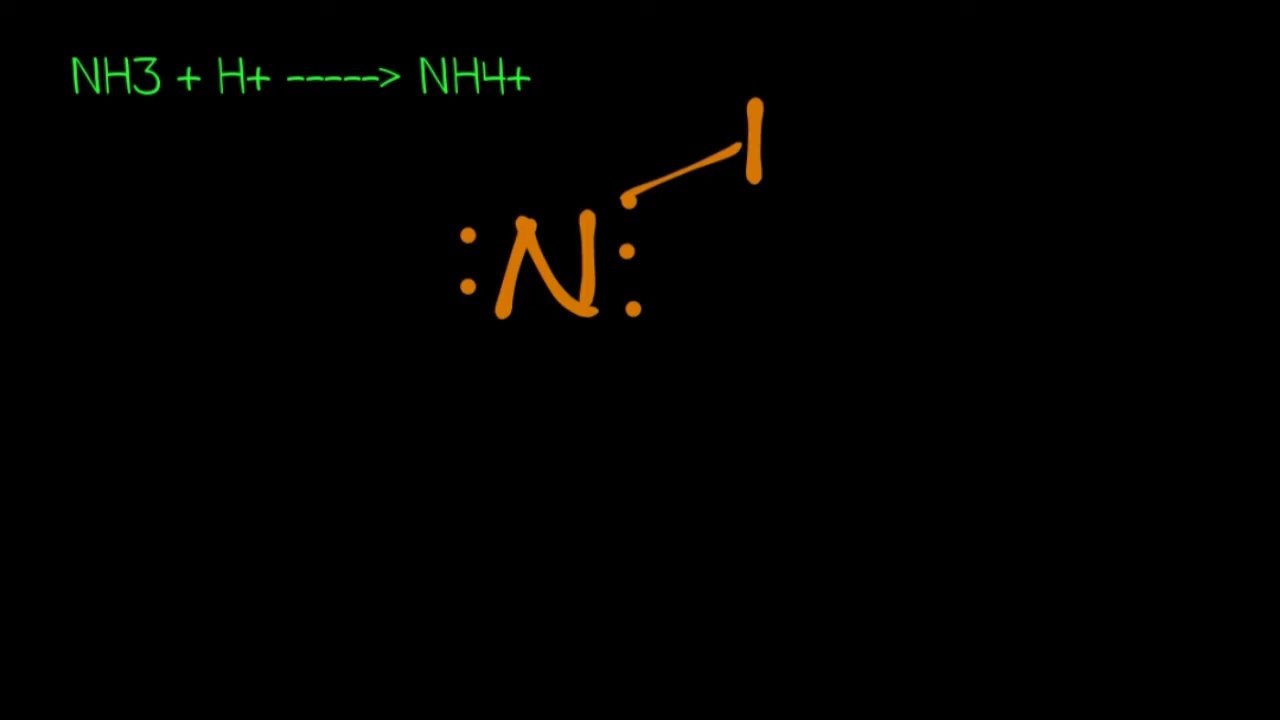 NH3 + H+ -----> NH4+
:N: